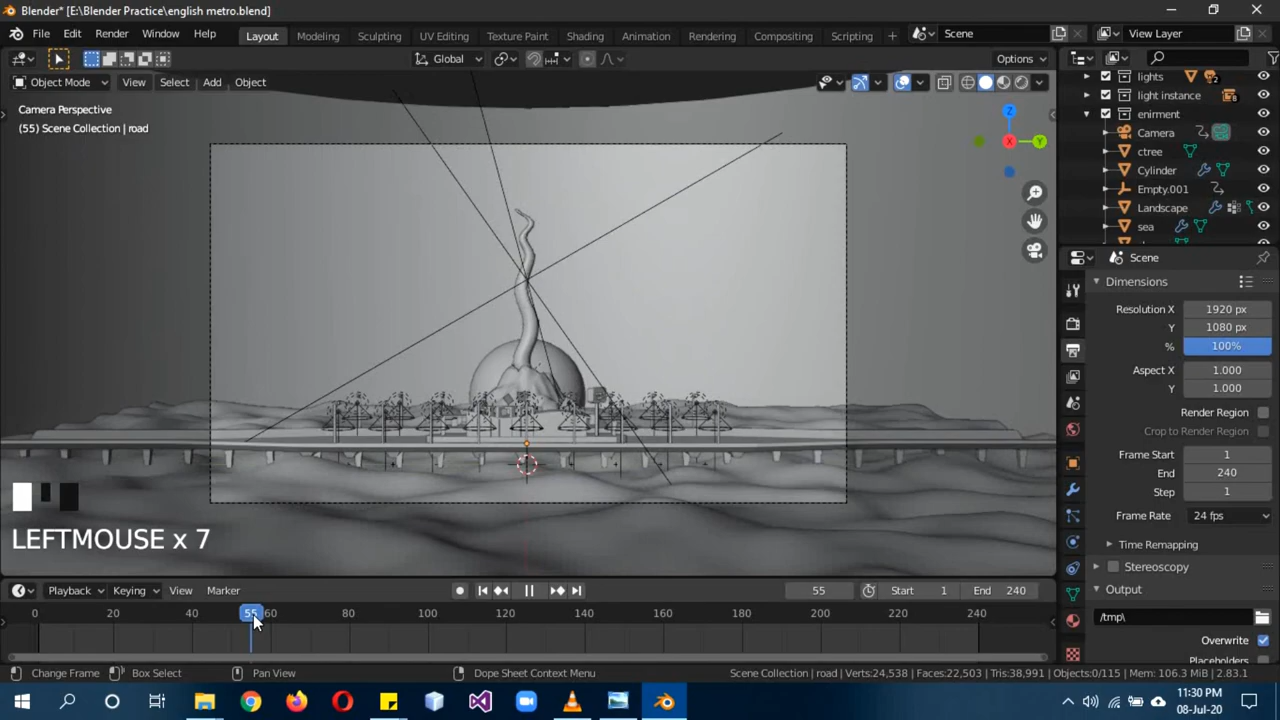 Blender* [E:\Blender Practice\english metro.blend]
File Edit Render Window Help Layout Modeling Sculpting UV Editing Texture Paint Shading Animation Rendering Compositing Scripting + Scene View Layer
Global Options
Object Mode View Select Add Object
Camera Perspective
(55) Scene Collection | road
Z
X
Y
lights 2
light instance 8
enirment
Camera
ctree
Cylinder
Empty.001
Landscape
sea
Scene
Dimensions
Resolution X 1920 px
Y 1080 px
% 100%
Aspect X 1.000
Y 1.000
Render Region
Crop to Render Region
Frame Start 1
End 240
Step 1
Frame Rate 24 fps
Time Remapping
Stereoscopy
Output
/tmp\
Overwrite
Placeholders
LEFTMOUSE x 7
Playback Keying View Marker 55 Start 1 End 240
0 20 40 55 60 80 100 120 140 160 180 200 220 240
Change Frame Box Select Pan View Dope Sheet Context Menu Scene Collection | road | Verts:24,538 | Faces:22,503 | Tris:38,991 | Objects:0/115 | Mem: 106.3 MiB | 2.83.1
11:30 PM
08-Jul-20